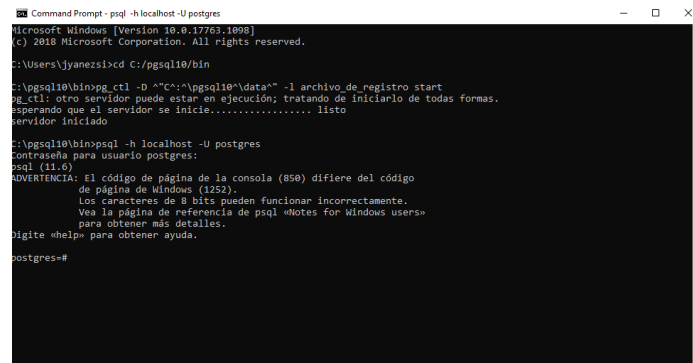 Command Prompt - psql -h localhost -U postgres
Microsoft Windows [Version 10.0.17763.1098]
(c) 2018 Microsoft Corporation. All rights reserved.
C:\Users\jyanezsi>cd C:/pgsql10/bin
C:\pgsql10\bin>pg_ctl -D ^"C^:^\pgsql10^\data^" -l archivo_de_registro start
pg_ctl: otro servidor puede estar en ejecución; tratando de iniciarlo de todas formas.
esperando que el servidor se inicie.................. listo
servidor iniciado
C:\pgsql10\bin>psql -h localhost -U postgres
Contraseña para usuario postgres:
psql (11.6)
ADVERTENCIA: El código de página de la consola (850) difiere del código
de página de Windows (1252).
Los caracteres de 8 bits pueden funcionar incorrectamente.
Vea la página de referencia de psql «Notes for Windows users»
para obtener más detalles.
Digite «help» para obtener ayuda.
postgres=#